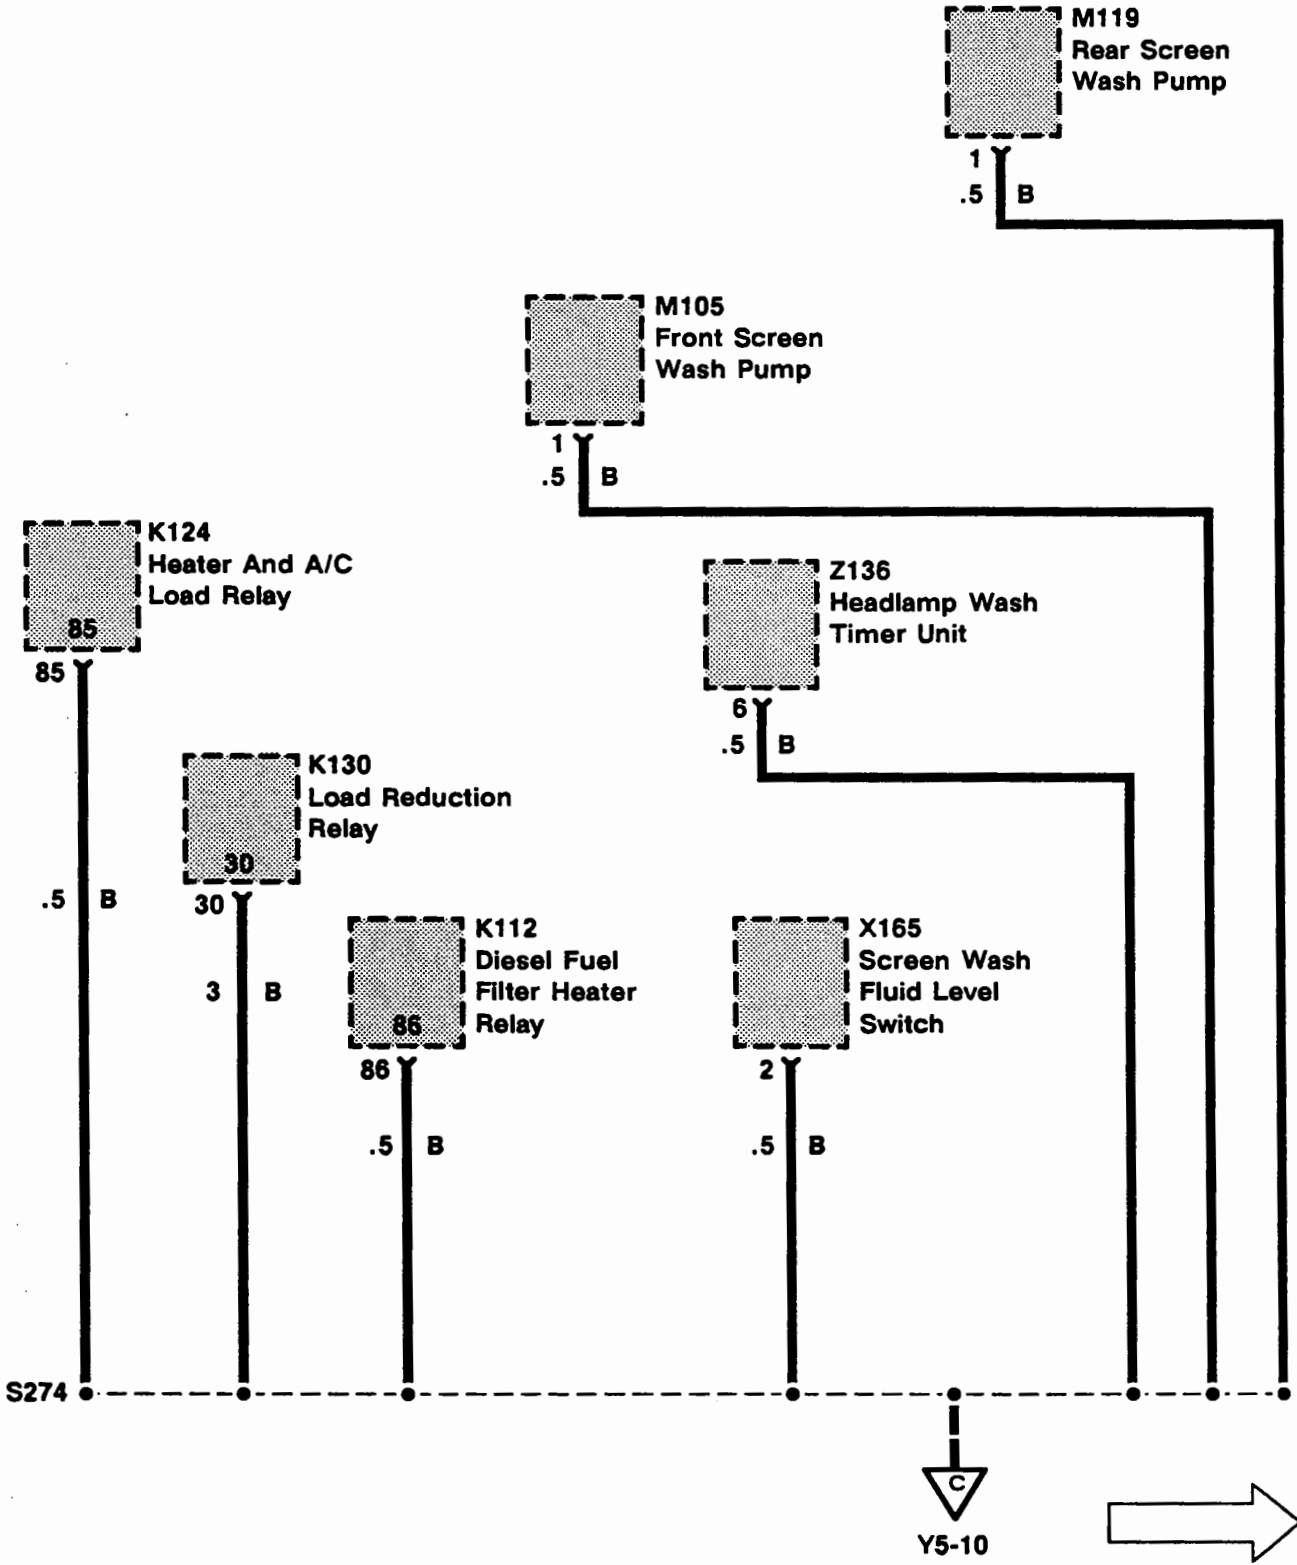 M119
Rear Screen
Wash Pump
1
.5 B
M105
Front Screen
Wash Pump
1
.5 B
K124
Heater And A/C
Load Relay
85
85
.5 B
Z136
Headlamp Wash
Timer Unit
6
.5 B
K130
Load Reduction
Relay
30
30
3 B
K112
Diesel Fuel
Filter Heater
Relay
86
86
.5 B
X165
Screen Wash
Fluid Level
Switch
2
.5 B
S274
C
Y5-10